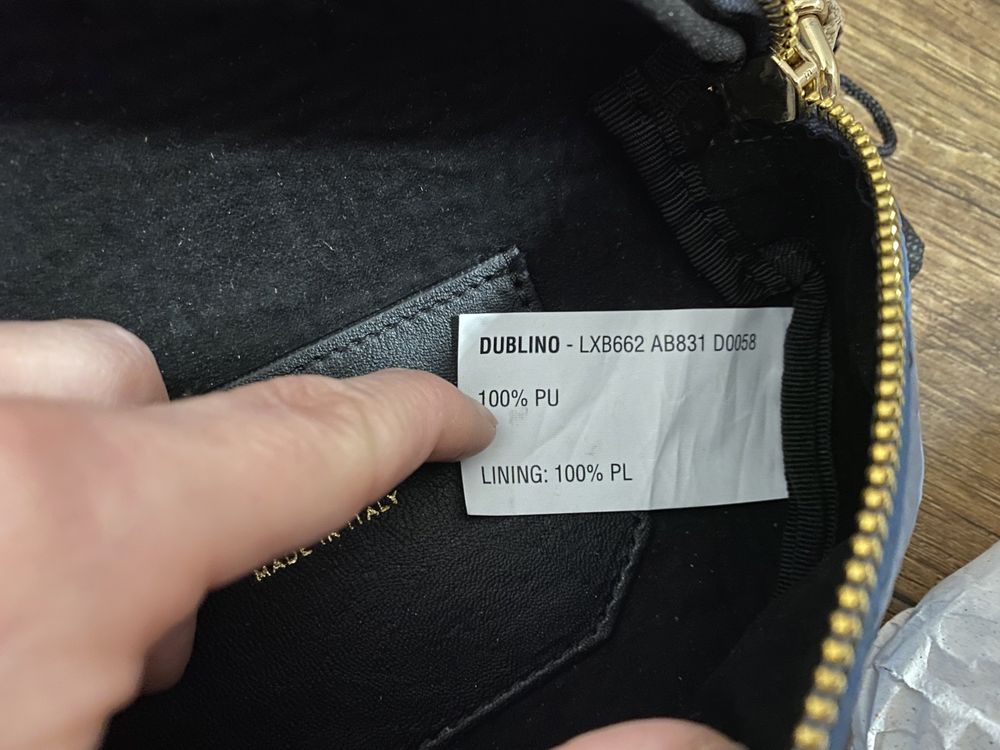 DUBLINO - LXB662 AB831 D0058
100% PU
LINING: 100% PL
MADE IN ITALY